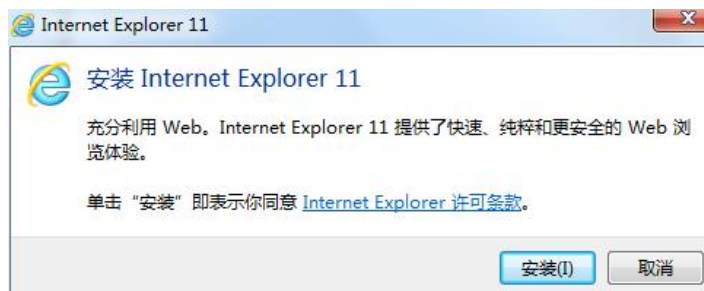 Internet Explorer 11
安装 Internet Explorer 11
充分利用 Web。Internet Explorer 11 提供了快速、纯粹和更安全的 Web 浏
览体验。
单击“安装”即表示你同意 Internet Explorer 许可条款。
安装(I) 取消